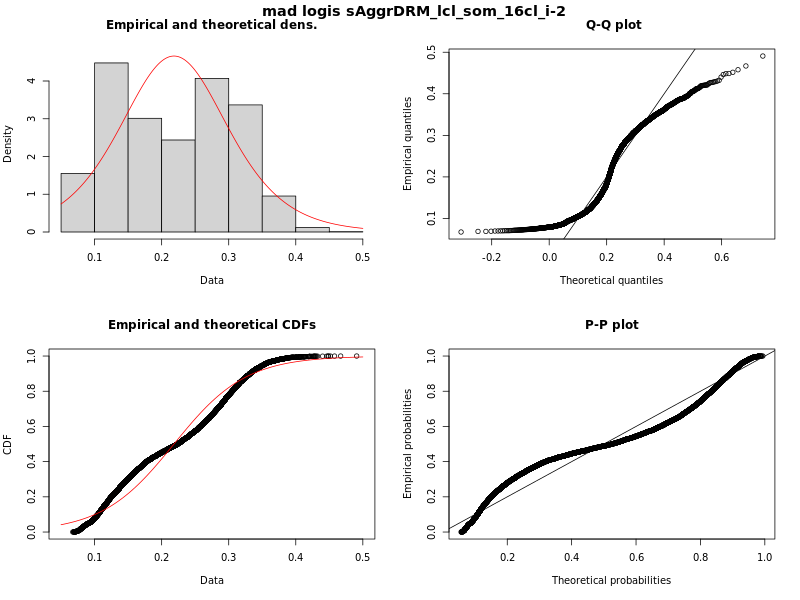 mad logis sAggrDRM_lcl_som_16cl_i-2
Empirical and theoretical dens.
Density
0 1 2 3 4
0.1 0.2 0.3 0.4 0.5
Data
Q-Q plot
Empirical quantiles
0.1 0.2 0.3 0.4 0.5
-0.2 0.0 0.2 0.4 0.6
Theoretical quantiles
Empirical and theoretical CDFs
CDF
0.0 0.2 0.4 0.6 0.8 1.0
0.1 0.2 0.3 0.4 0.5
Data
P-P plot
Empirical probabilities
0.0 0.2 0.4 0.6 0.8 1.0
0.2 0.4 0.6 0.8 1.0
Theoretical probabilities